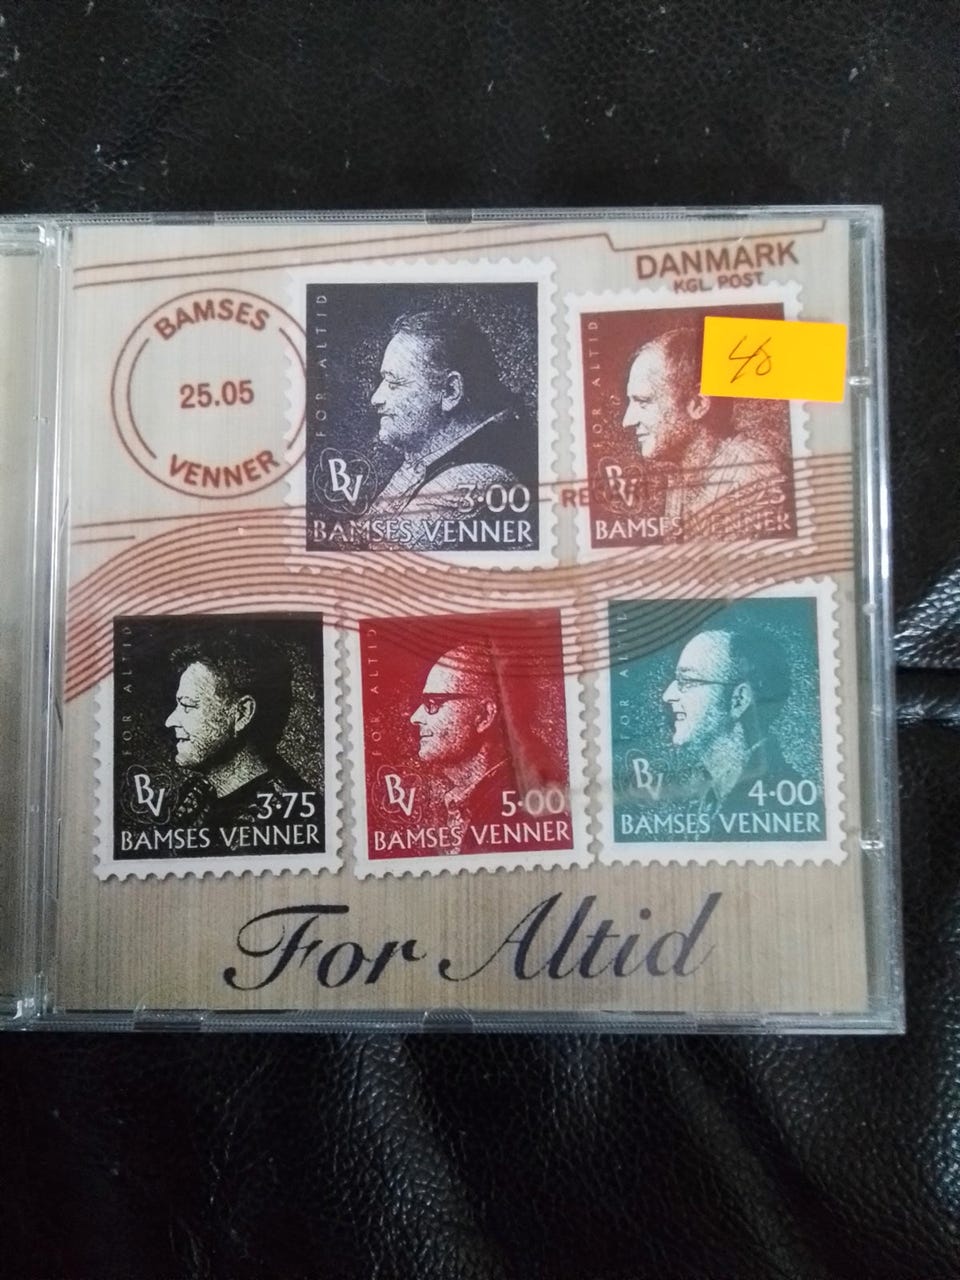 DANMARK
KGL. POST
BAMSES
25.05
VENNER
FOR ALTID
BV
3.00
BAMSES VENNER
FOR ALTID
40
BV
BAMSES VENNER
FOR ALTID
BV
3.75
BAMSES VENNER
FOR ALTID
BV
5.00
BAMSES VENNER
FOR ALTID
BV
4.00
BAMSES VENNER
For Altid